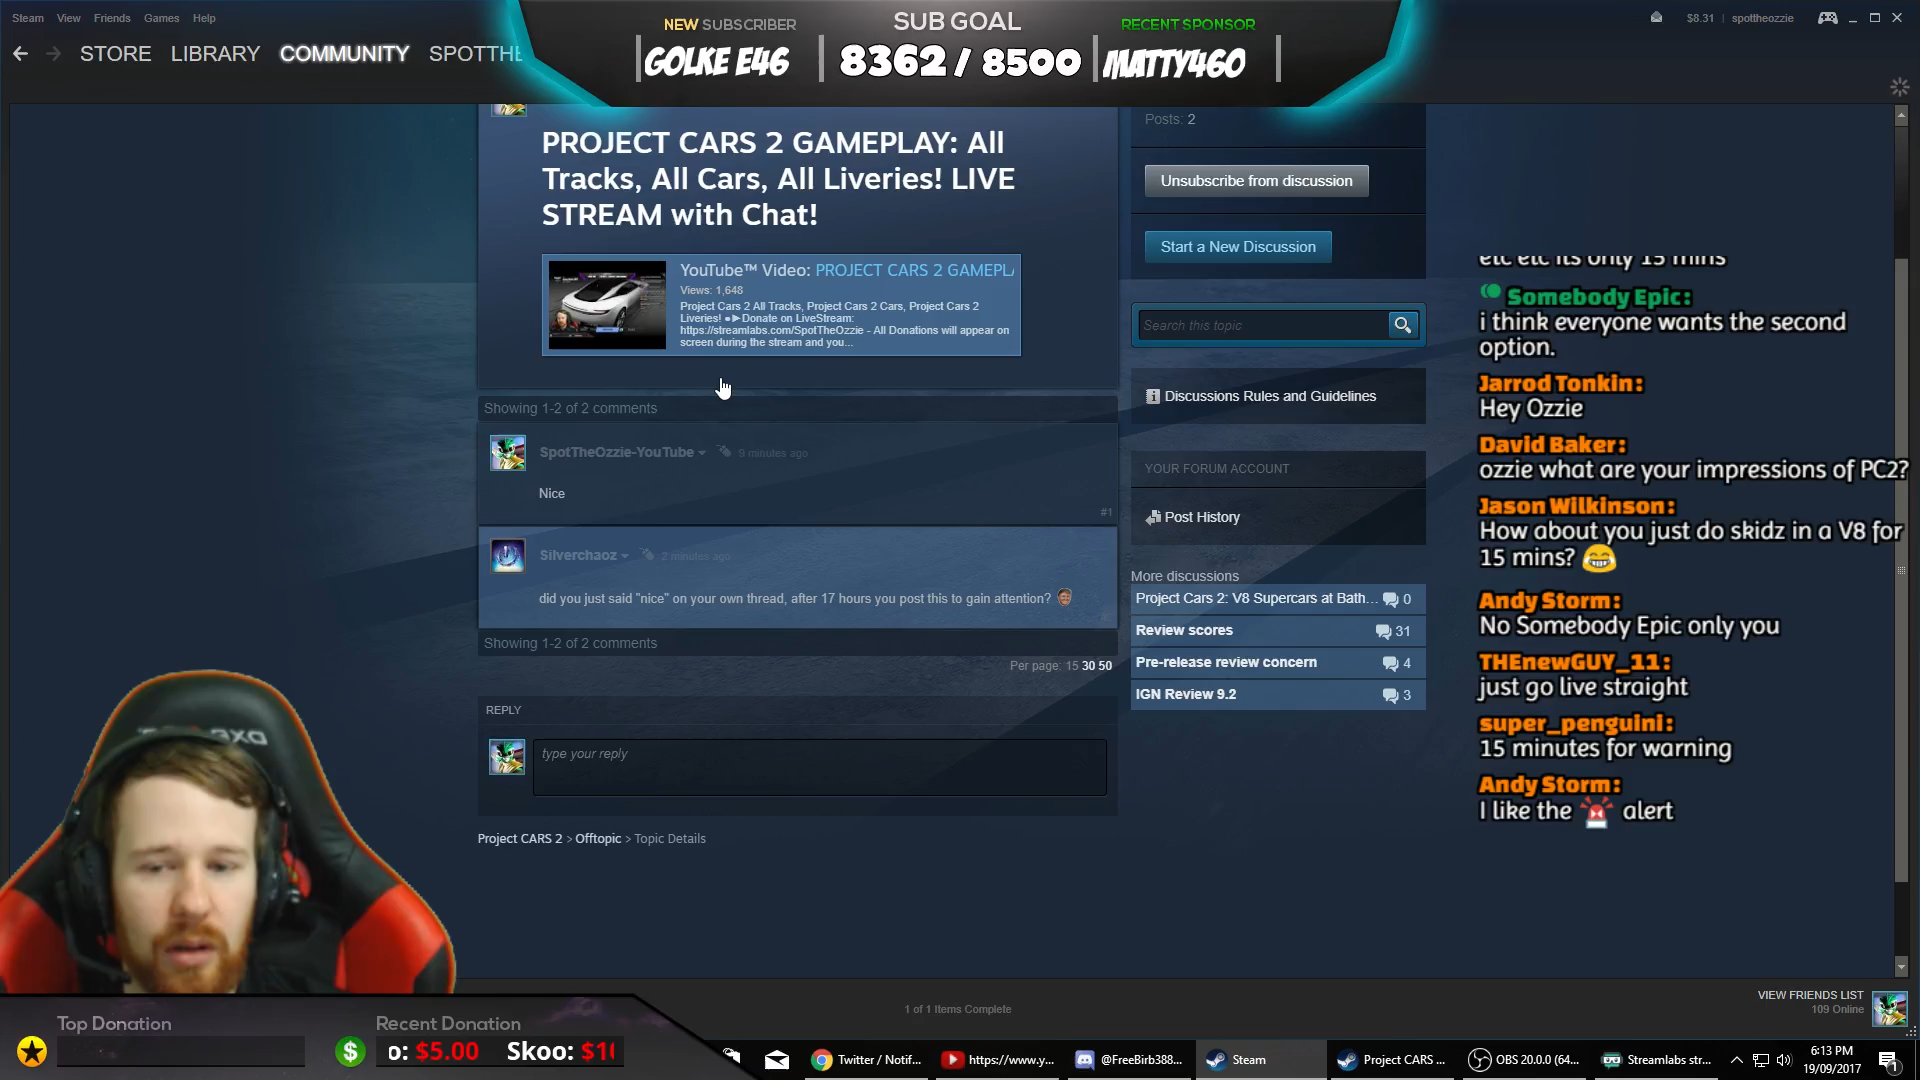 Steam View Friends Games Help
STORE LIBRARY COMMUNITY SPOTTHE
NEW SUBSCRIBER
GOLKE E46
SUB GOAL
8362 / 8500
RECENT SPONSOR
MATTY460
$8.31 spottheozzie
PROJECT CARS 2 GAMEPLAY: All
Tracks, All Cars, All Liveries! LIVE
STREAM with Chat!
YouTube™ Video: PROJECT CARS 2 GAMEPL
Views: 1,648
Project Cars 2 All Tracks, Project Cars 2 Cars, Project Cars 2
Liveries! ●►Donate on LiveStream:
https://streamlabs.com/SpotTheOzzie - All Donations will appear on
screen during the stream and you...
Showing 1-2 of 2 comments
SpotTheOzzie-YouTube 9 minutes ago
Nice
#1
Silverchaoz 2 minutes ago
did you just said "nice" on your own thread, after 17 hours you post this to gain attention?
Showing 1-2 of 2 comments
Per page: 15 30 50
REPLY
type your reply
Project CARS 2 > Offtopic > Topic Details
Posts: 2
Unsubscribe from discussion
Start a New Discussion
Search this topic
Discussions Rules and Guidelines
YOUR FORUM ACCOUNT
Post History
More discussions
Project Cars 2: V8 Supercars at Bath... 0
Review scores 31
Pre-release review concern 4
IGN Review 9.2 3
etc etc its only 15 mins
Somebody Epic:
i think everyone wants the second
option.
Jarrod Tonkin:
Hey Ozzie
David Baker:
ozzie what are your impressions of PC2?
Jason Wilkinson:
How about you just do skidz in a V8 for
15 mins? 😂
Andy Storm:
No Somebody Epic only you
THEnewGUY_11:
just go live straight
super_penguini:
15 minutes for warning
Andy Storm:
I like the 🚨 alert
1 of 1 Items Complete
VIEW FRIENDS LIST
109 Online
Top Donation
Recent Donation
o: $5.00 Skoo: $1
Twitter / Notif...
https://www.y...
@FreeBirb388...
Steam
Project CARS ...
OBS 20.0.0 (64...
Streamlabs str...
6:13 PM
19/09/2017
1